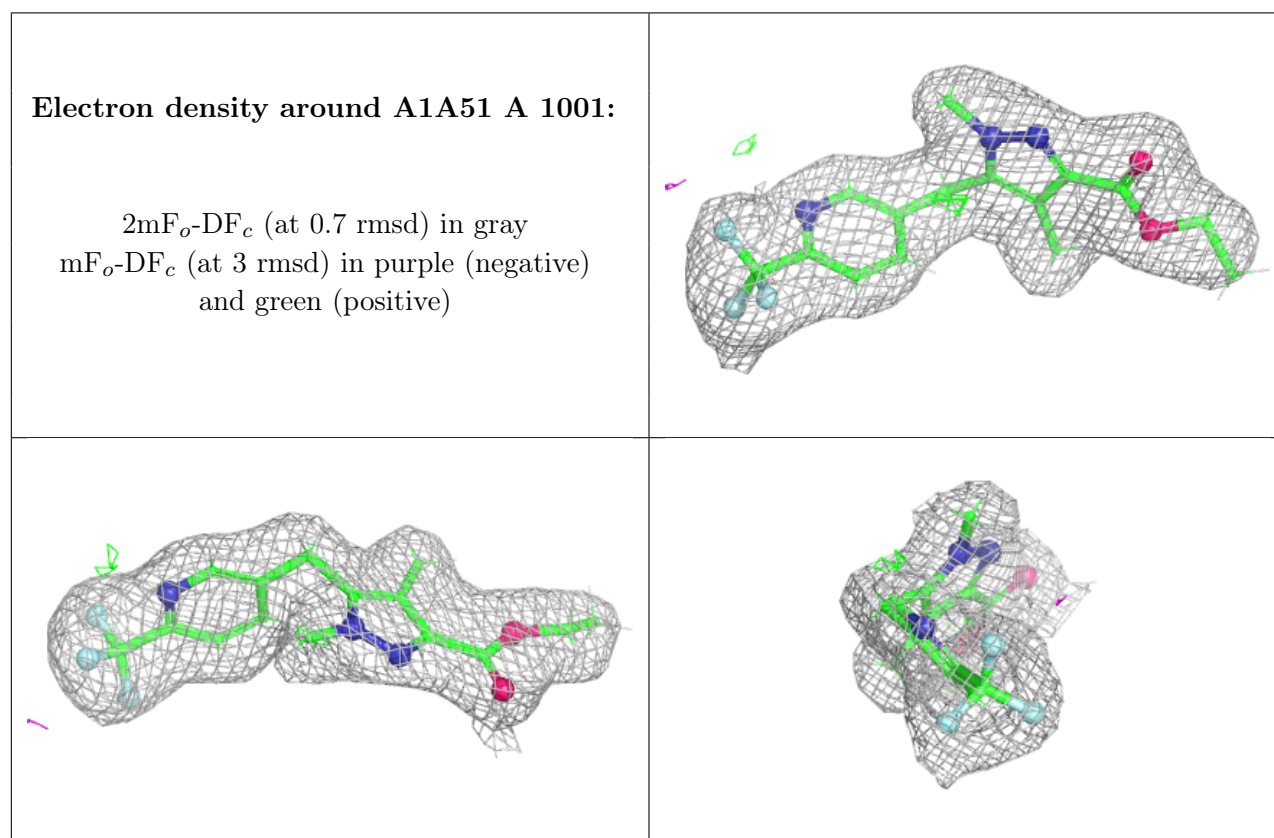 Electron density around A1A51 A 1001:
2mFo-DFc (at 0.7 rmsd) in gray
mFo-DFc (at 3 rmsd) in purple (negative)
and green (positive)